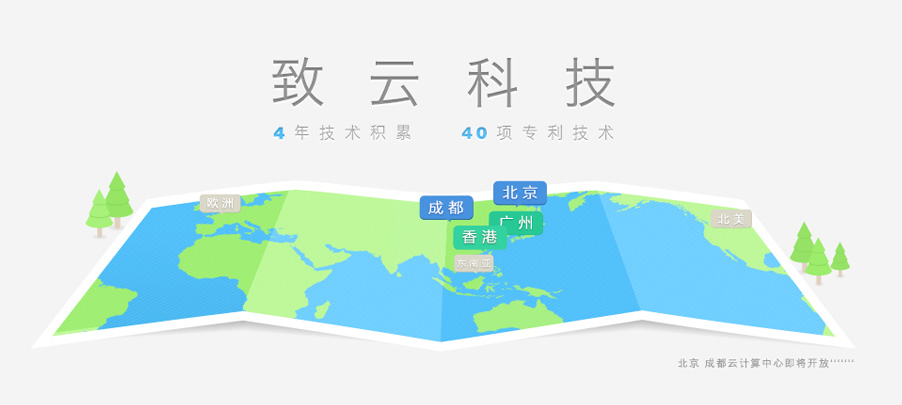 致云科技
4年技术积累 40项专利技术
欧洲
成都
北京
广州
香港
东南亚
北美
北京 成都云计算中心即将开放'''''''